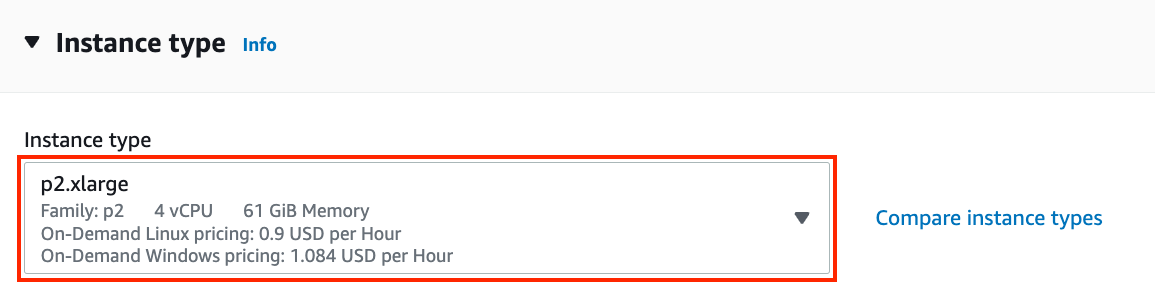 Instance type Info
Instance type
p2.xlarge
Family: p2 4 vCPU 61 GiB Memory
On-Demand Linux pricing: 0.9 USD per Hour
On-Demand Windows pricing: 1.084 USD per Hour
Compare instance types